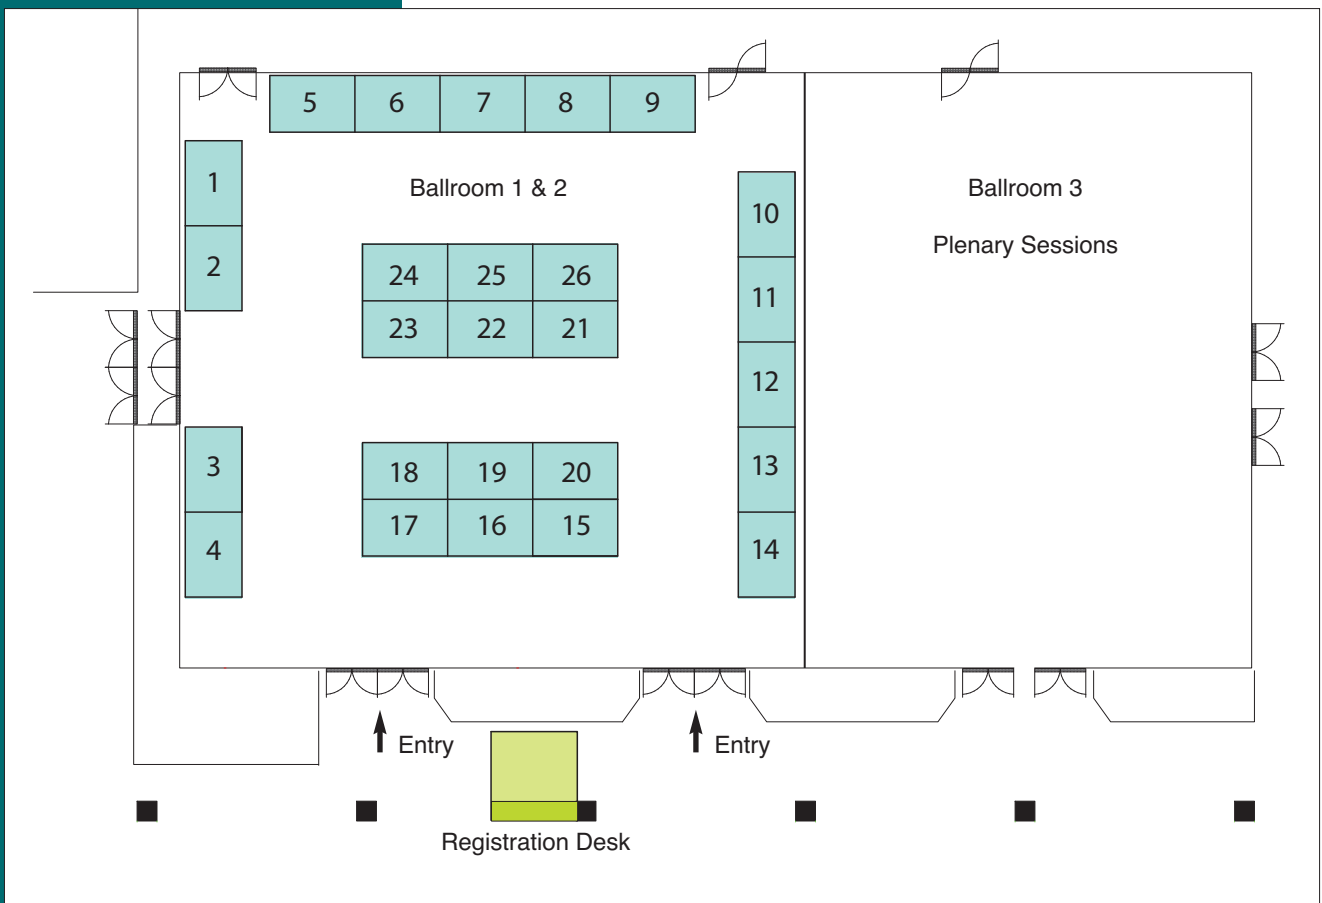 5 6 7 8 9
1
Ballroom 1 & 2
Ballroom 3
10
Plenary Sessions
2
24 25 26
11
23 22 21
12
3
18 19 20
13
17 16 15
4
14
Entry
Entry
Registration Desk